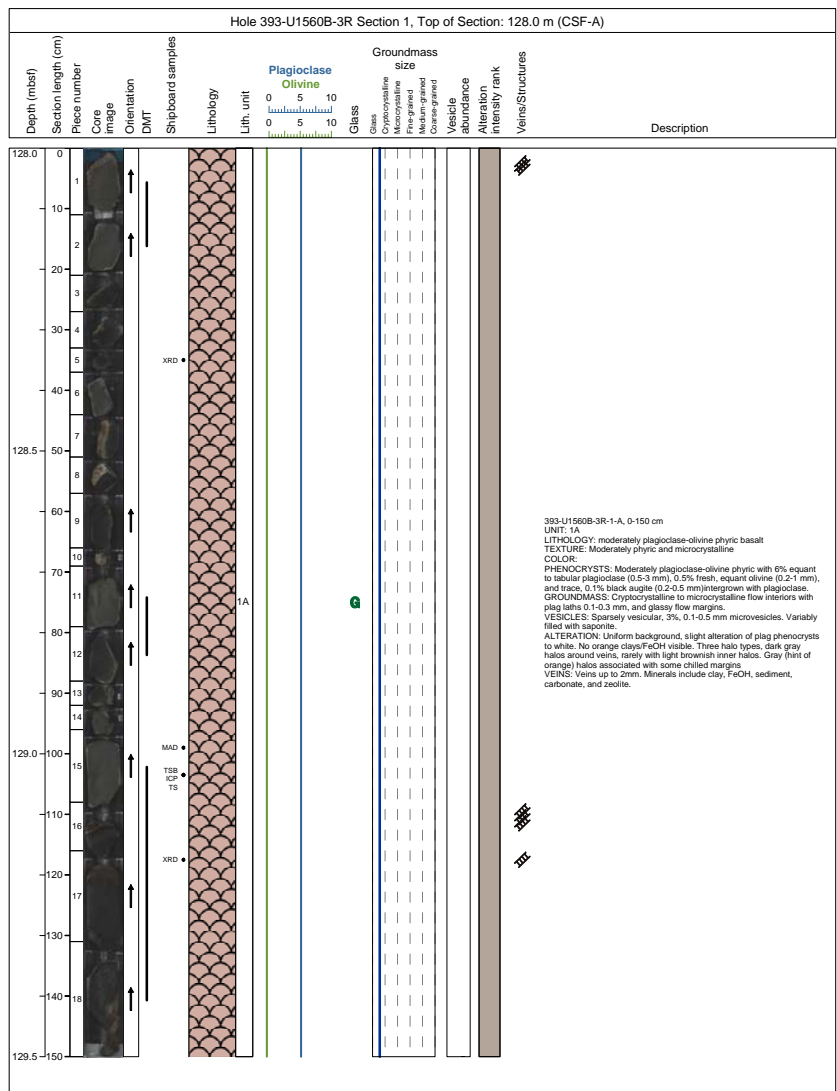 Hole 393-U1560B-3R Section 1, Top of Section: 128.0 m (CSF-A)
Depth (mbsf)
Section length (cm)
Piece number
Core image
Orientation
DMT
Shipboard samples
Lithology
Lith. unit
Plagioclase
Olivine
0 5 10
0 5 10
Glass
Groundmass size
Glass
Cryptocrystalline
Microcrystalline
Fine-grained
Medium-grained
Coarse-grained
Vesicle abundance
Alteration intensity rank
Veins/Structures
Description
128.0
128.5
129.0
129.5
0
10
20
30
40
50
60
70
80
90
100
110
120
130
140
150
1
2
3
4
5
6
7
8
9
10
11
12
13
14
15
16
17
18
XRD
MAD
TSB
ICP
TS
XRD
1A
G
393-U1560B-3R-1-A, 0-150 cm
UNIT: 1A
LITHOLOGY: moderately plagioclase-olivine phyric basalt
TEXTURE: Moderately phyric and microcrystalline
COLOR:
PHENOCRYSTS: Moderately plagioclase-olivine phyric with 6% equant
to tabular plagioclase (0.5-3 mm), 0.5% fresh, equant olivine (0.2-1 mm),
and trace, 0.1% black augite (0.2-0.5 mm)intergrown with plagioclase.
GROUNDMASS: Cryptocrystalline to microcrystalline flow interiors with
plag laths 0.1-0.3 mm, and glassy flow margins.
VESICLES: Sparsely vesicular, 3%, 0.1-0.5 mm microvesicles. Variably
filled with saponite.
ALTERATION: Uniform background, slight alteration of plag phenocrysts
to white. No orange clays/FeOH visible. Three halo types, dark gray
halos around veins, rarely with light brownish inner halos. Gray (hint of
orange) halos associated with some chilled margins
VEINS: Veins up to 2mm. Minerals include clay, FeOH, sediment,
carbonate, and zeolite.